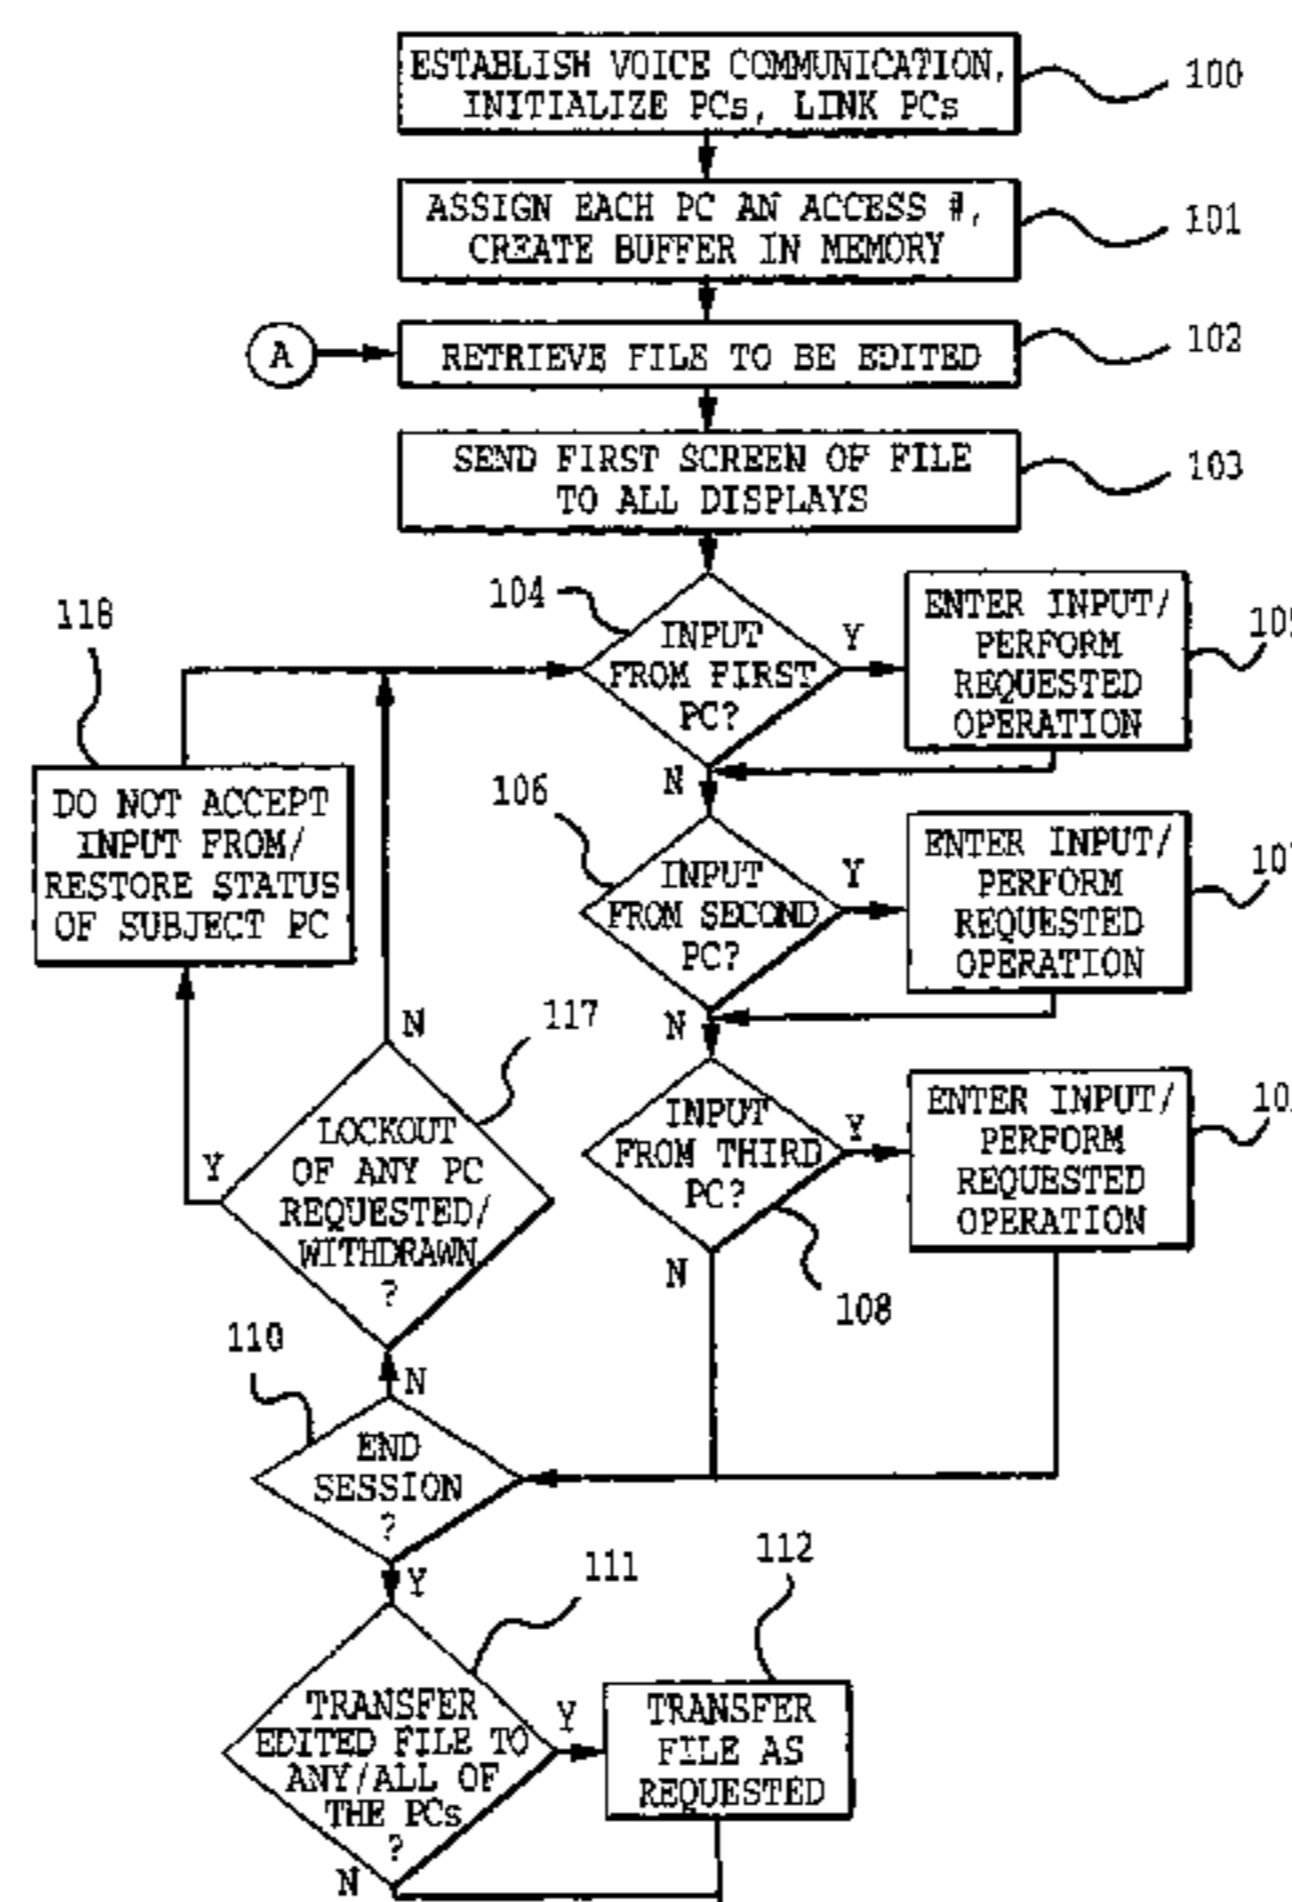 ESTABLISH VOICE COMMUNICATION,
INITIALIZE PCs, LINK PCs
100
ASSIGN EACH PC AN ACCESS #,
CREATE BUFFER IN MEMORY
101
A
RETRIEVE FILE TO BE EDITED
102
SEND FIRST SCREEN OF FILE
TO ALL DISPLAYS
103
104
INPUT
FROM FIRST
PC?
Y
N
ENTER INPUT/
PERFORM
REQUESTED
OPERATION
118
DO NOT ACCEPT
INPUT FROM/
RESTORE STATUS
OF SUBJECT PC
106
INPUT
FROM SECOND
PC?
Y
N
ENTER INPUT/
PERFORM
REQUESTED
OPERATION
N
117
LOCKOUT
OF ANY PC
REQUESTED/
WITHDRAWN
?
Y
INPUT
FROM THIRD
PC?
Y
N
108
ENTER INPUT/
PERFORM
REQUESTED
OPERATION
110
N
END
SESSION
?
Y
111
TRANSFER
EDITED FILE TO
ANY/ALL OF
THE PCs
?
Y
N
112
TRANSFER
FILE AS
REQUESTED